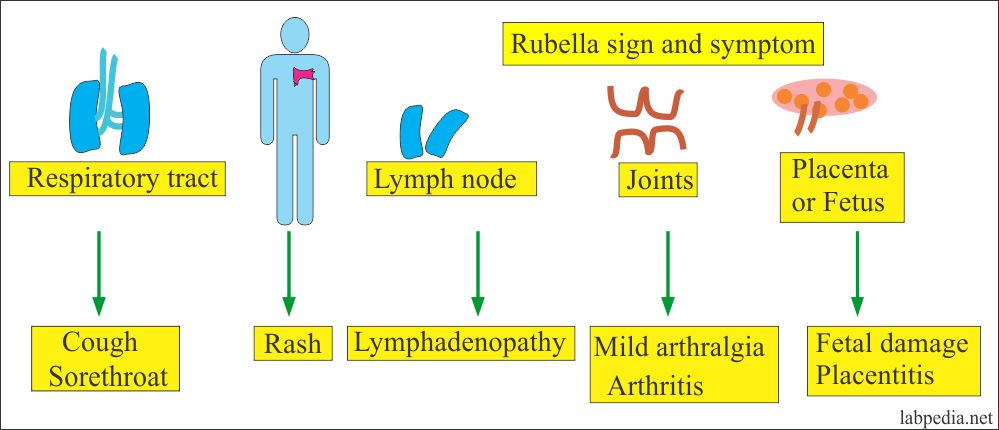 Rubella sign and symptom
Respiratory tract
Lymph node
Joints
Placenta
or Fetus
Cough
Sorethroat
Rash
Lymphadenopathy
Mild arthralgia
Arthritis
Fetal damage
Placentitis
labpedia.net